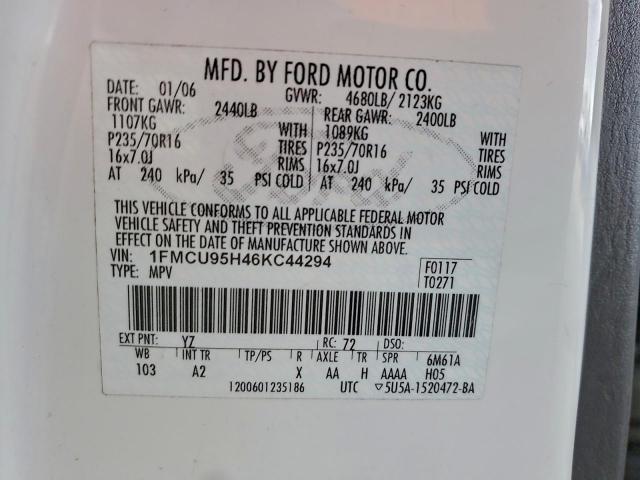 MFD. BY FORD MOTOR CO.
DATE: 01/06 GVWR: 4680LB/ 2123KG
FRONT GAWR: 2440LB REAR GAWR: 2400LB
1107KG WITH 1089KG WITH
P235/70R16 TIRES P235/70R16 TIRES
16x7.0J RIMS 16x7.0J RIMS
AT 240 kPa/ 35 PSI COLD AT 240 kPa/ 35 PSI COLD
THIS VEHICLE CONFORMS TO ALL APPLICABLE FEDERAL MOTOR
VEHICLE SAFETY AND THEFT PREVENTION STANDARDS IN
EFFECT ON THE DATE OF MANUFACTURE SHOWN ABOVE.
VIN: 1FMCU95H46KC44294 F0117
TYPE: MPV T0271
EXT PNT: YZ RC: 72 DSO:
WB INT TR TP/PS R AXLE TR SPR 6M61A
103 A2 X AA H AAAA H05
1200601235186 UTC ▽5U5A-1520472-BA